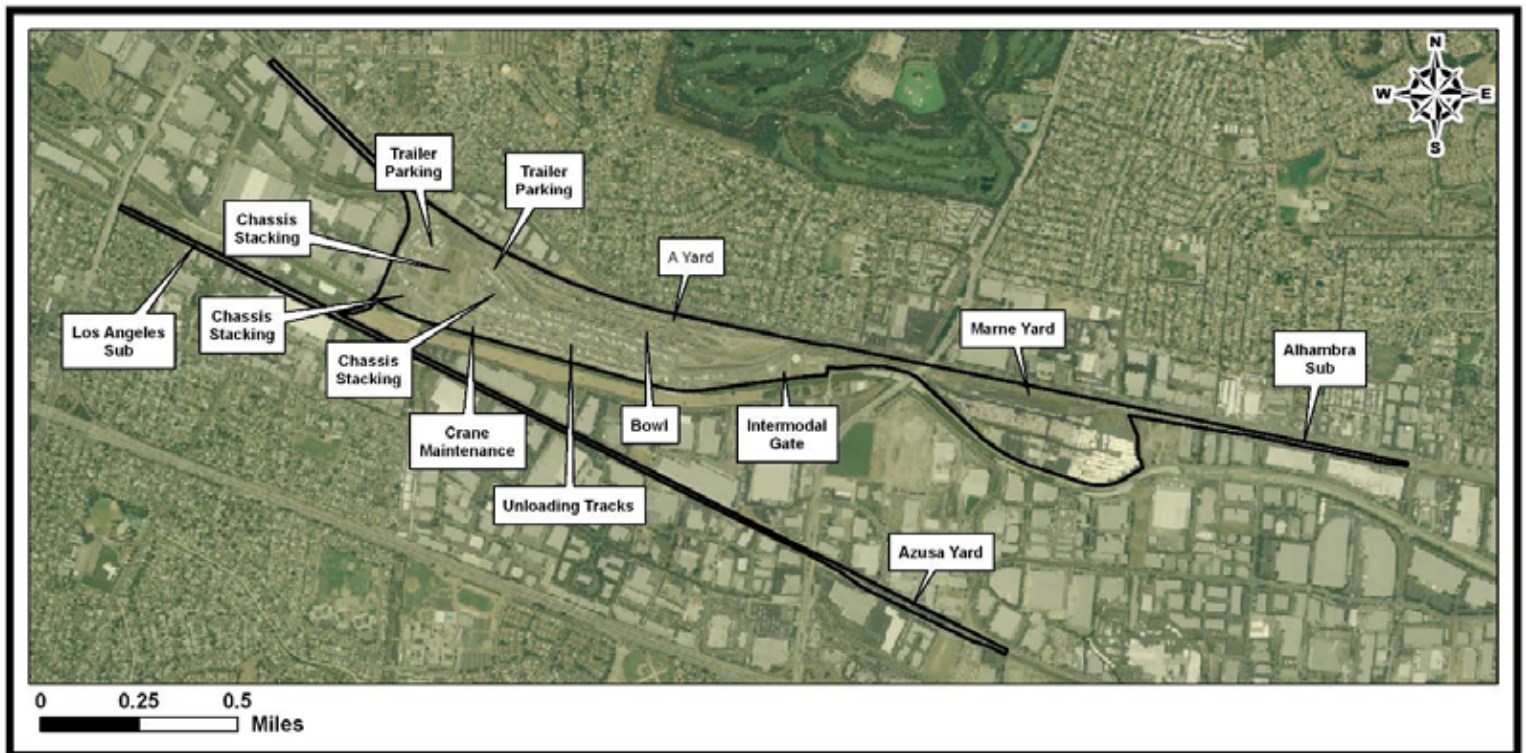 N
W
E
S
Trailer
Parking
Trailer
Parking
Chassis
Stacking
A Yard
Los Angeles
Sub
Chassis
Stacking
Chassis
Stacking
Marne Yard
Alhambra
Sub
Crane
Maintenance
Bowl
Intermodal
Gate
Unloading Tracks
Azusa Yard
0 0.25 0.5
Miles